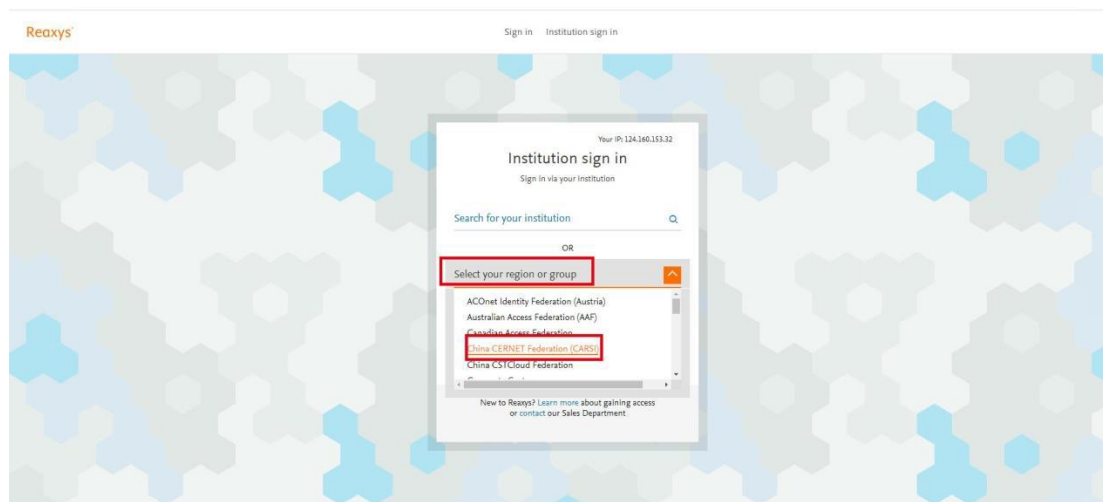 Reaxys
Sign in Institution sign in
Your IP: 124.160.153.32
Institution sign in
Sign in via your institution
Search for your institution
OR
Select your region or group
ACOnet Identity Federation (Austria)
Australian Access Federation (AAF)
Canadian Access Federation
China CERNET Federation (CARSI)
China CSTCloud Federation
New to Reaxys? Learn more about gaining access
or contact our Sales Department